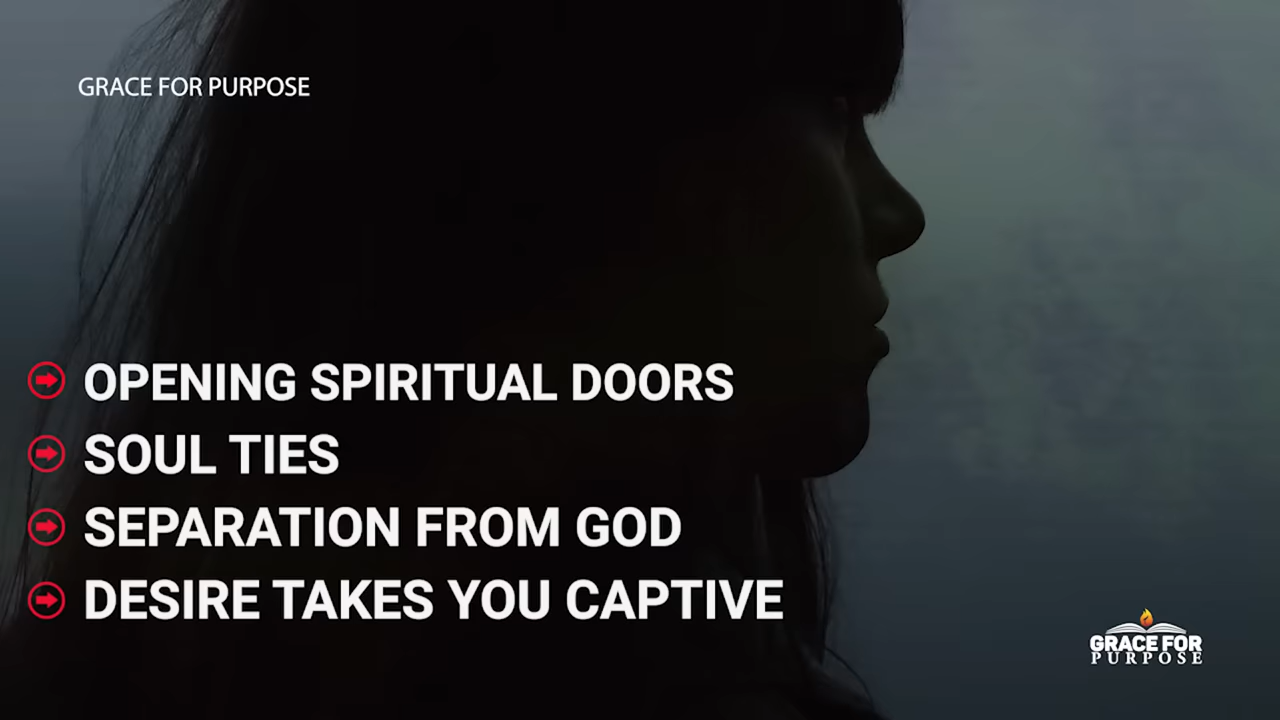 GRACE FOR PURPOSE
OPENING SPIRITUAL DOORS
SOUL TIES
SEPARATION FROM GOD
DESIRE TAKES YOU CAPTIVE
GRACE FOR
PURPOSE